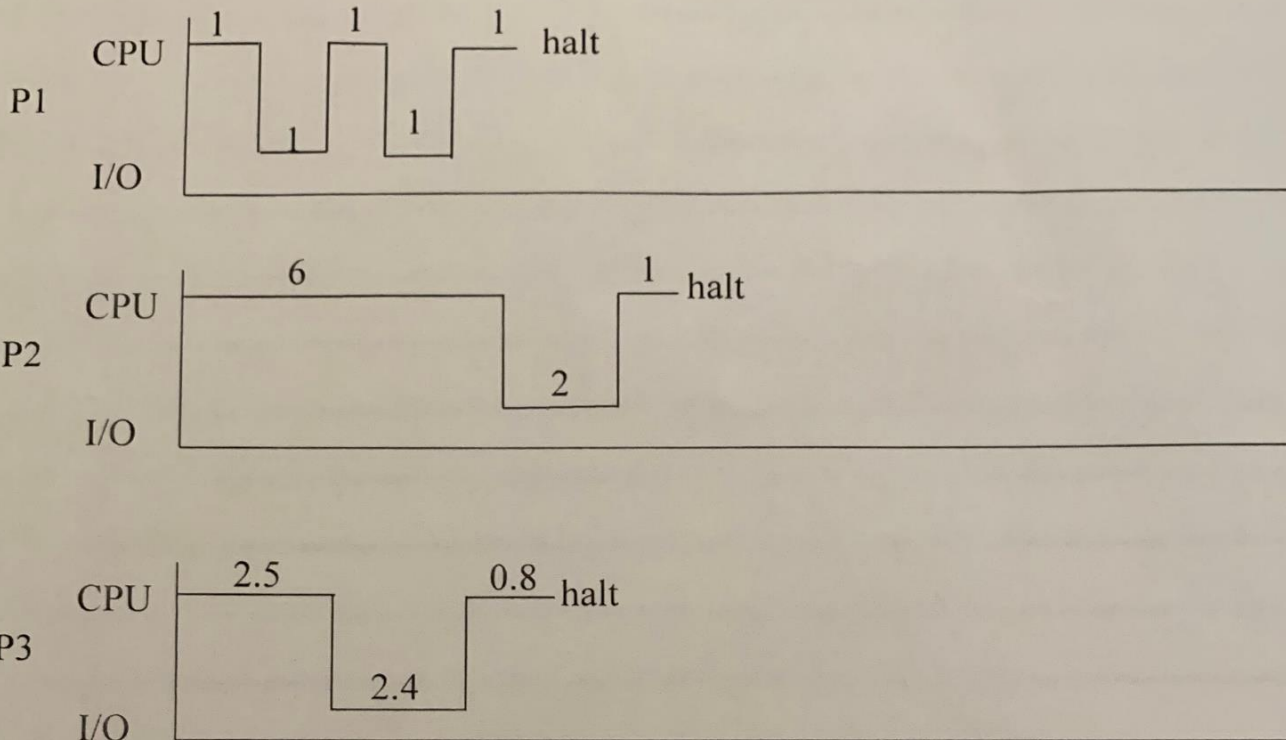 1 1 1
CPU halt
P1
1 1
I/O
6 1
CPU halt
P2
2
I/O
2.5 0.8
CPU halt
P3
2.4
I/O